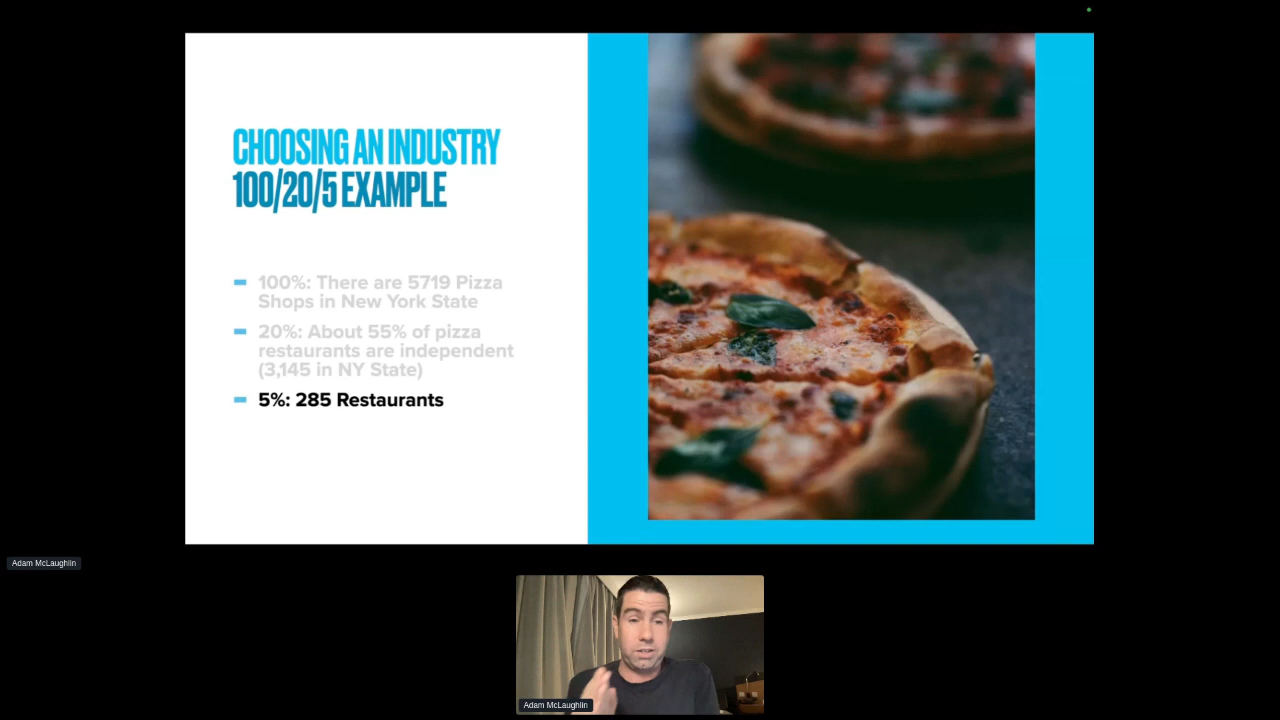 CHOOSING AN INDUSTRY
100/20/5 EXAMPLE
100%: There are 5719 Pizza
Shops in New York State
20%: About 55% of pizza
restaurants are independent
(3,145 in NY State)
5%: 285 Restaurants
Adam McLaughlin
Adam McLaughlin